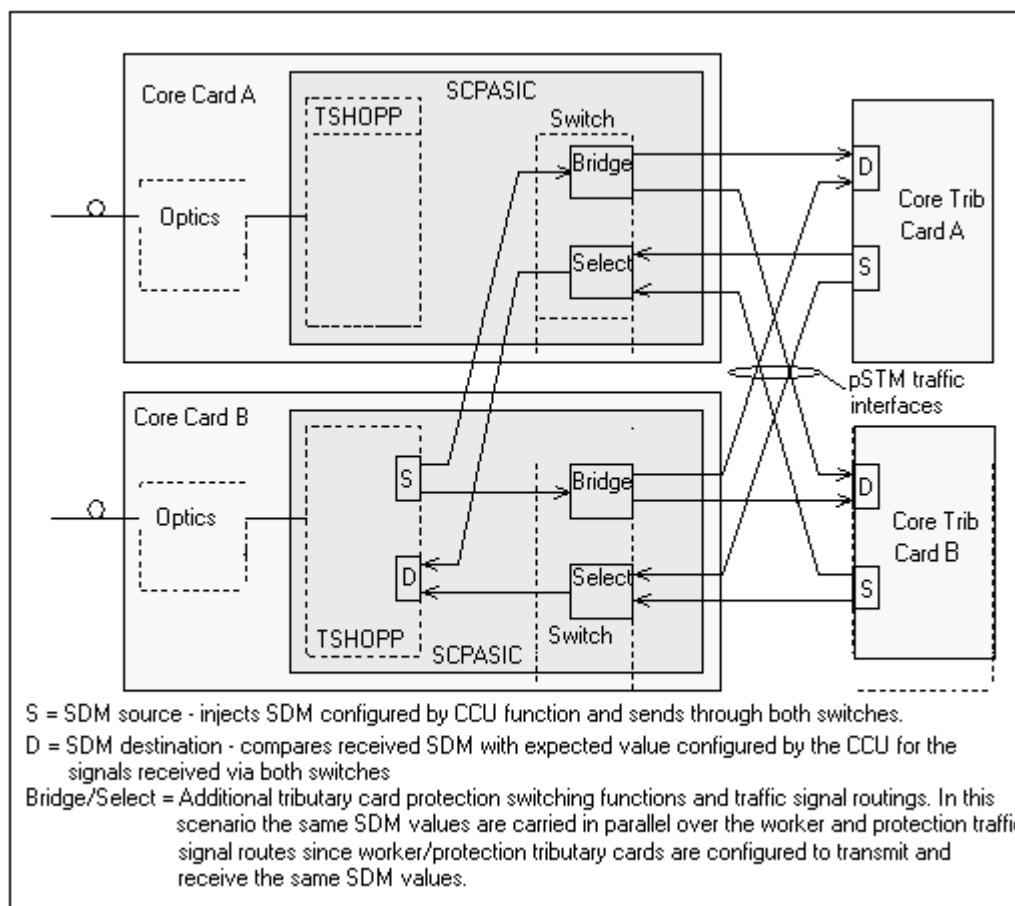 SCPASIC
Core Card A
TSHOPP
Switch
Bridge
D
Optics
Core Trib
Card A
Select
S
pSTM traffic
interfaces
Core Card B
S
Bridge
D
Optics
Core Trib
Card B
D
Select
S
TSHOPP
Switch
SCPASIC
S = SDM source - injects SDM configured by CCU function and sends through both switches.
D = SDM destination - compares received SDM with expected value configured by the CCU for the
signals received via both switches
Bridge/Select = Additional tributary card protection switching functions and traffic signal routings. In this
scenario the same SDM values are carried in parallel over the worker and protection traffic
signal routes since worker/protection tributary cards are configured to transmit and
receive the same SDM values.